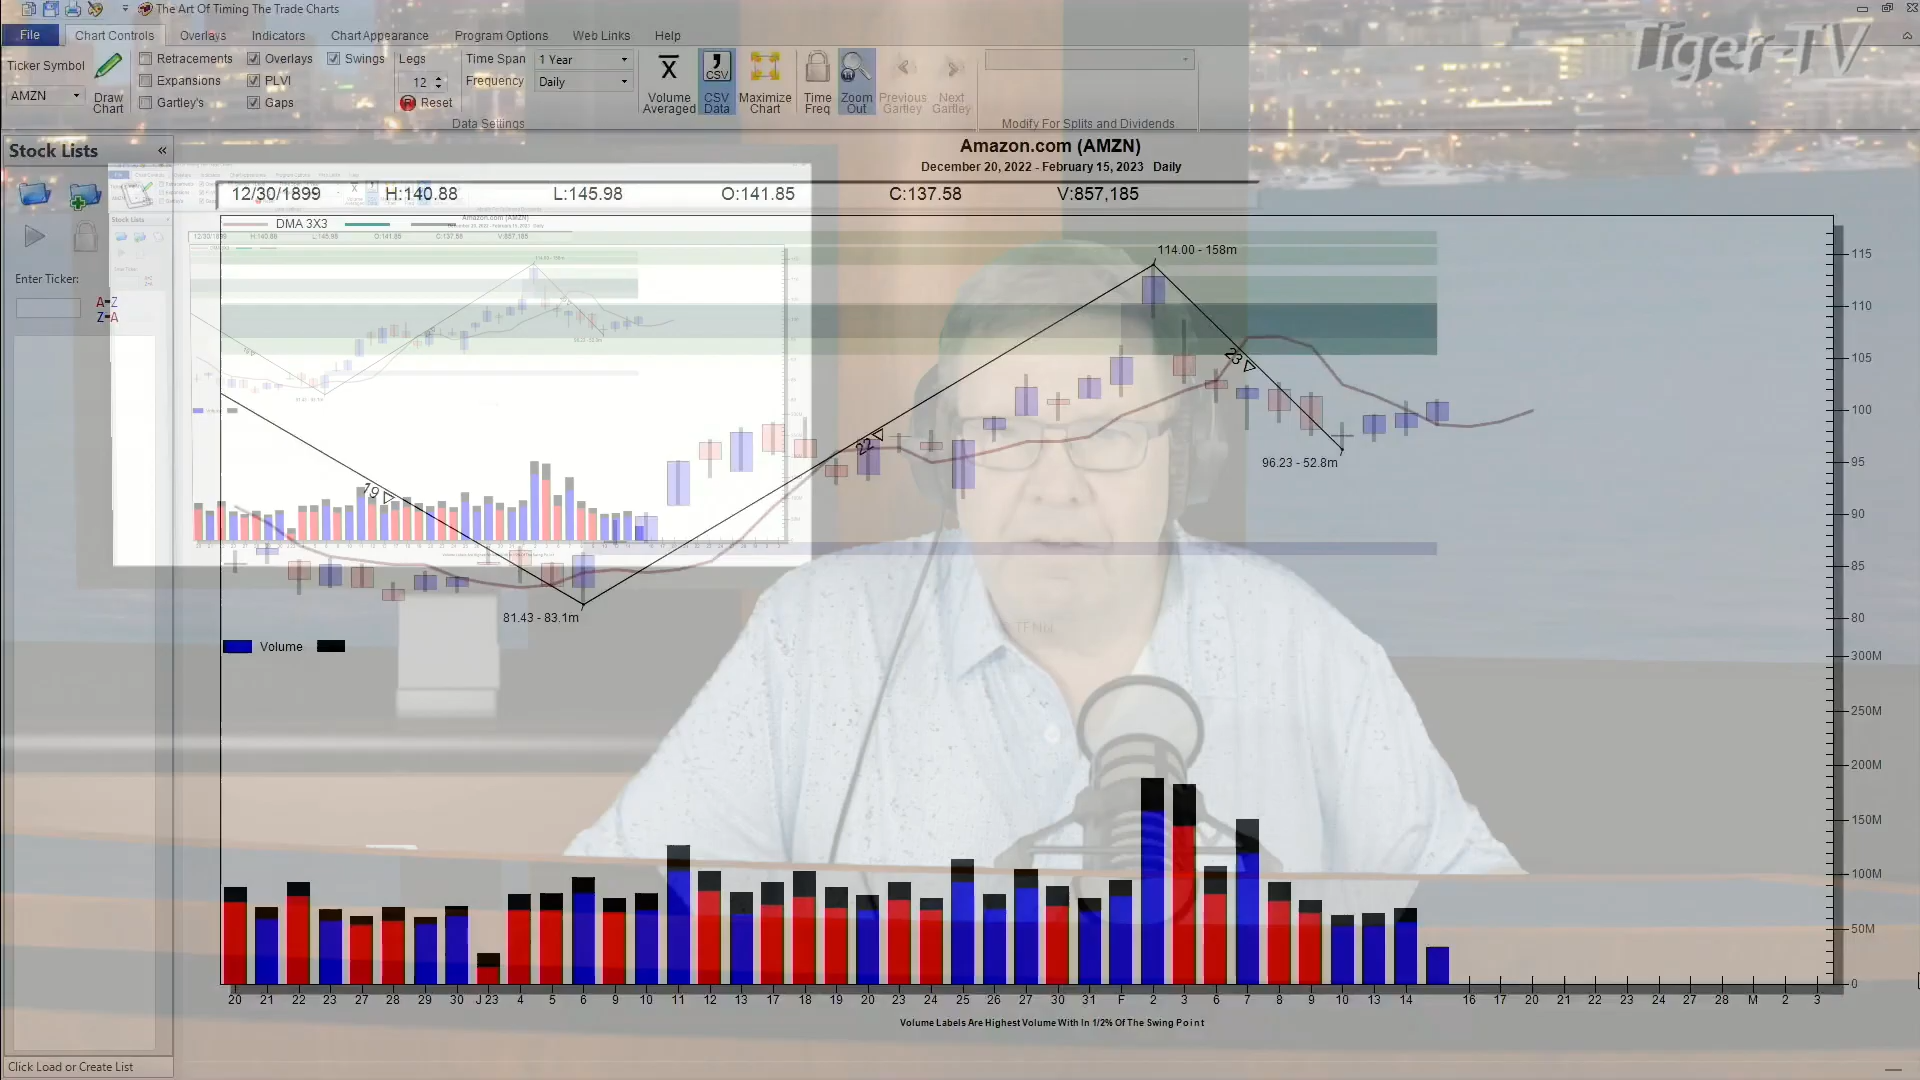 The Art Of Timing The Trade Charts
File Chart Controls Overlays Indicators Chart Appearance Program Options Web Links Help
Ticker Symbol
AMZN
Draw Chart
Retracements
Expansions
Gartley's
Overlays
PLVI
Gaps
Swings
Legs
12
Reset
Time Span 1 Year
Frequency Daily
Data Settings
Volume Averaged
CSV Data
Maximize Chart
Time Freq
Zoom Out
Previous Gartley
Next Gartley
Modify For Splits and Dividends
Tiger-TV
Stock Lists «
Enter Ticker:
A-Z
Z-A
Click Load or Create List
Amazon.com (AMZN)
December 20, 2022 - February 15, 2023 Daily
12/30/1899 H:140.88 L:145.98 O:141.85 C:137.58 V:857,185
DMA 3X3
114.00 - 158m
23
22
19
96.23 - 52.8m
81.43 - 83.1m
Volume
115
110
105
100
95
90
85
80
300M
250M
200M
150M
100M
50M
0
20 21 22 23 27 28 29 30 J 23 4 5 6 9 10 11 12 13 17 18 19 20 23 24 25 26 27 30 31 F 2 3 6 7 8 9 10 13 14 16 17 20 21 22 23 24 27 28 M 2 3
Volume Labels Are Highest Volume With In 1/2% Of The Swing Point